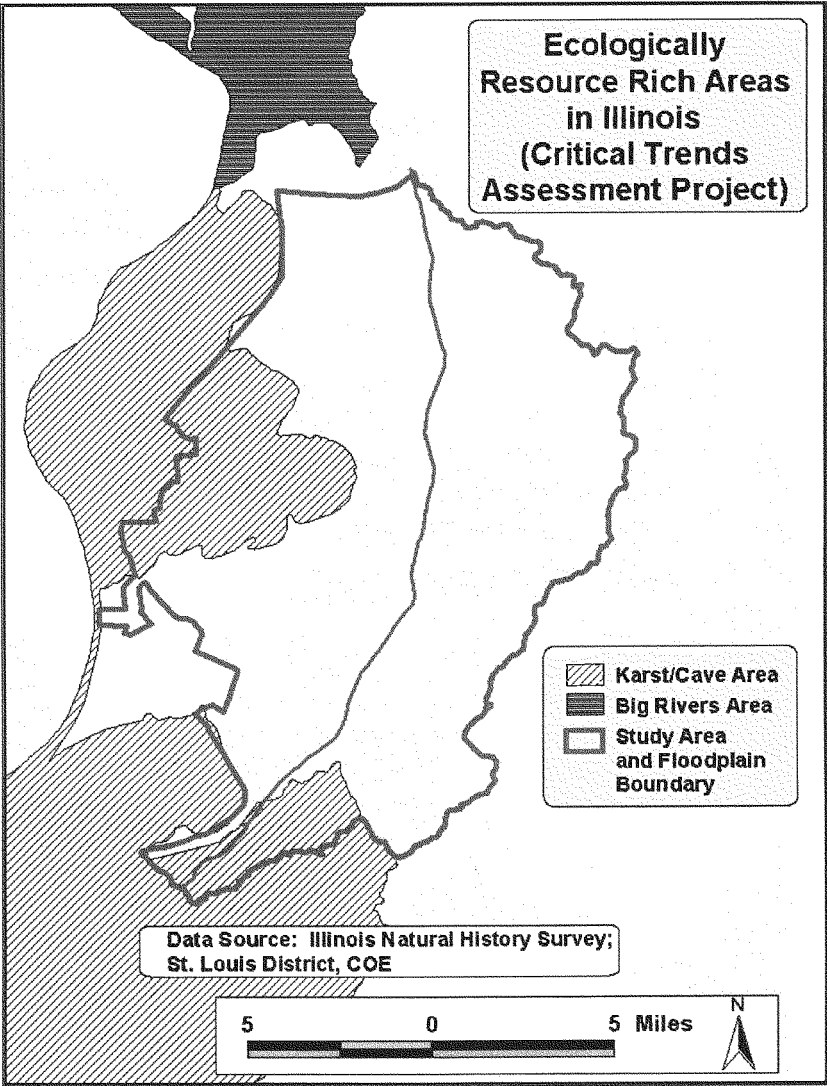 Ecologically
Resource Rich Areas
in Illinois
(Critical Trends
Assessment Project)
Karst/Cave Area
Big Rivers Area
Study Area
and Floodplain
Boundary
Data Source: Illinois Natural History Survey;
St. Louis District, COE
5 0 5 Miles
N